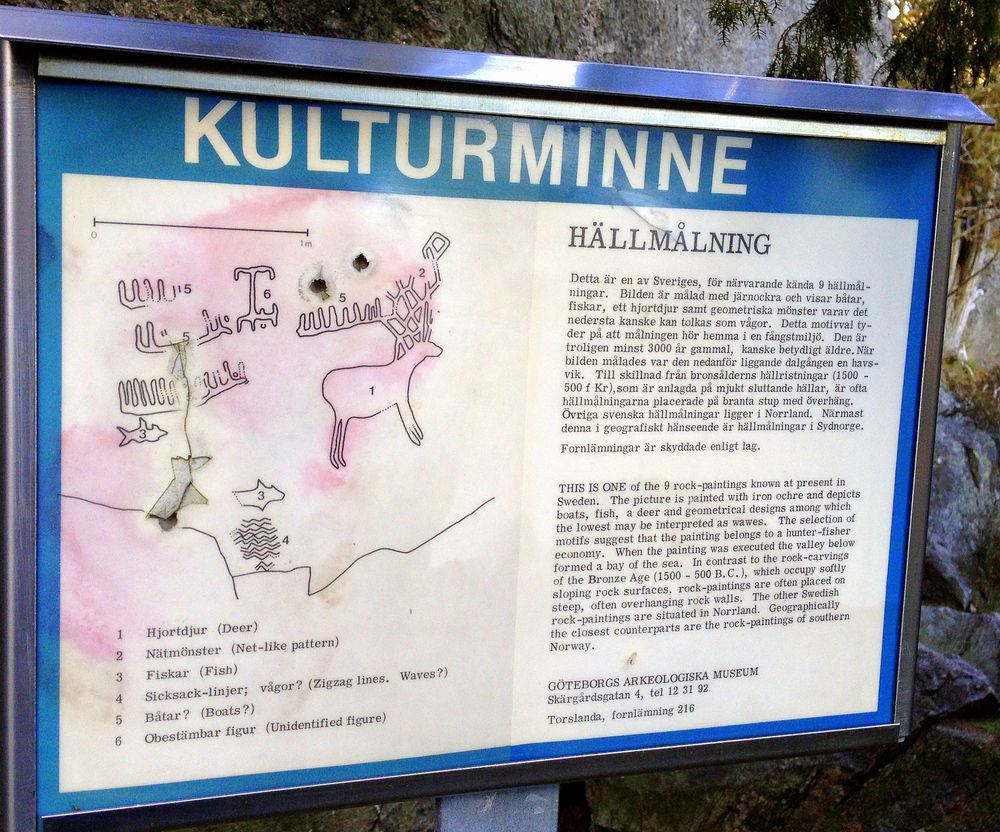 KULTURMINNE
0
1m
5
6
5
2
5
1
3
3
4
1 Hjortdjur (Deer)
2 Nätmönster (Net-like pattern)
3 Fiskar (Fish)
4 Sicksack-linjer; vågor? (Zigzag lines. Waves?)
5 Båtar? (Boats?)
6 Obestämbar figur (Unidentified figure)
HÄLLMÅLNING
Detta är en av Sveriges, för närvarande kända 9 hällmål-
ningar. Bilden är målad med järnockra och visar båtar,
fiskar, ett hjortdjur samt geometriska mönster varav det
nedersta kanske kan tolkas som vågor. Detta motivval ty-
der på att målningen hör hemma i en fångstmiljö. Den är
troligen minst 3000 år gammal, kanske betydligt äldre. När
bilden målades var den nedanför liggande dalgången en havs-
vik. Till skillnad från bronsålderns hällristningar (1500 -
500 f Kr),som är anlagda på mjukt sluttande hällar, är ofta
hällmålningarna placerade på branta stup med överhäng.
Övriga svenska hällmålningar ligger i Norrland. Närmast
denna i geografiskt hänseende är hällmålningar i Sydnorge.
Fornlämningar är skyddade enligt lag.
THIS IS ONE of the 9 rock-paintings known at present in
Sweden. The picture is painted with iron ochre and depicts
boats, fish, a deer and geometrical designs among which
the lowest may be interpreted as wawes. The selection of
motifs suggest that the painting belongs to a hunter-fisher
economy. When the painting was executed the valley below
formed a bay of the sea. In contrast to the rock-carvings
of the Bronze Age (1500 - 500 B.C.), which occupy softly
sloping rock surfaces, rock-paintings are often placed on
steep, often overhanging rock walls. The other Swedish
rock-paintings are situated in Norrland. Geographically
the closest counterparts are the rock-paintings of southern
Norway.
GÖTEBORGS ARKEOLOGISKA MUSEUM
Skärgårdsgatan 4, tel 12 31 92
Torslanda, fornlämning 216